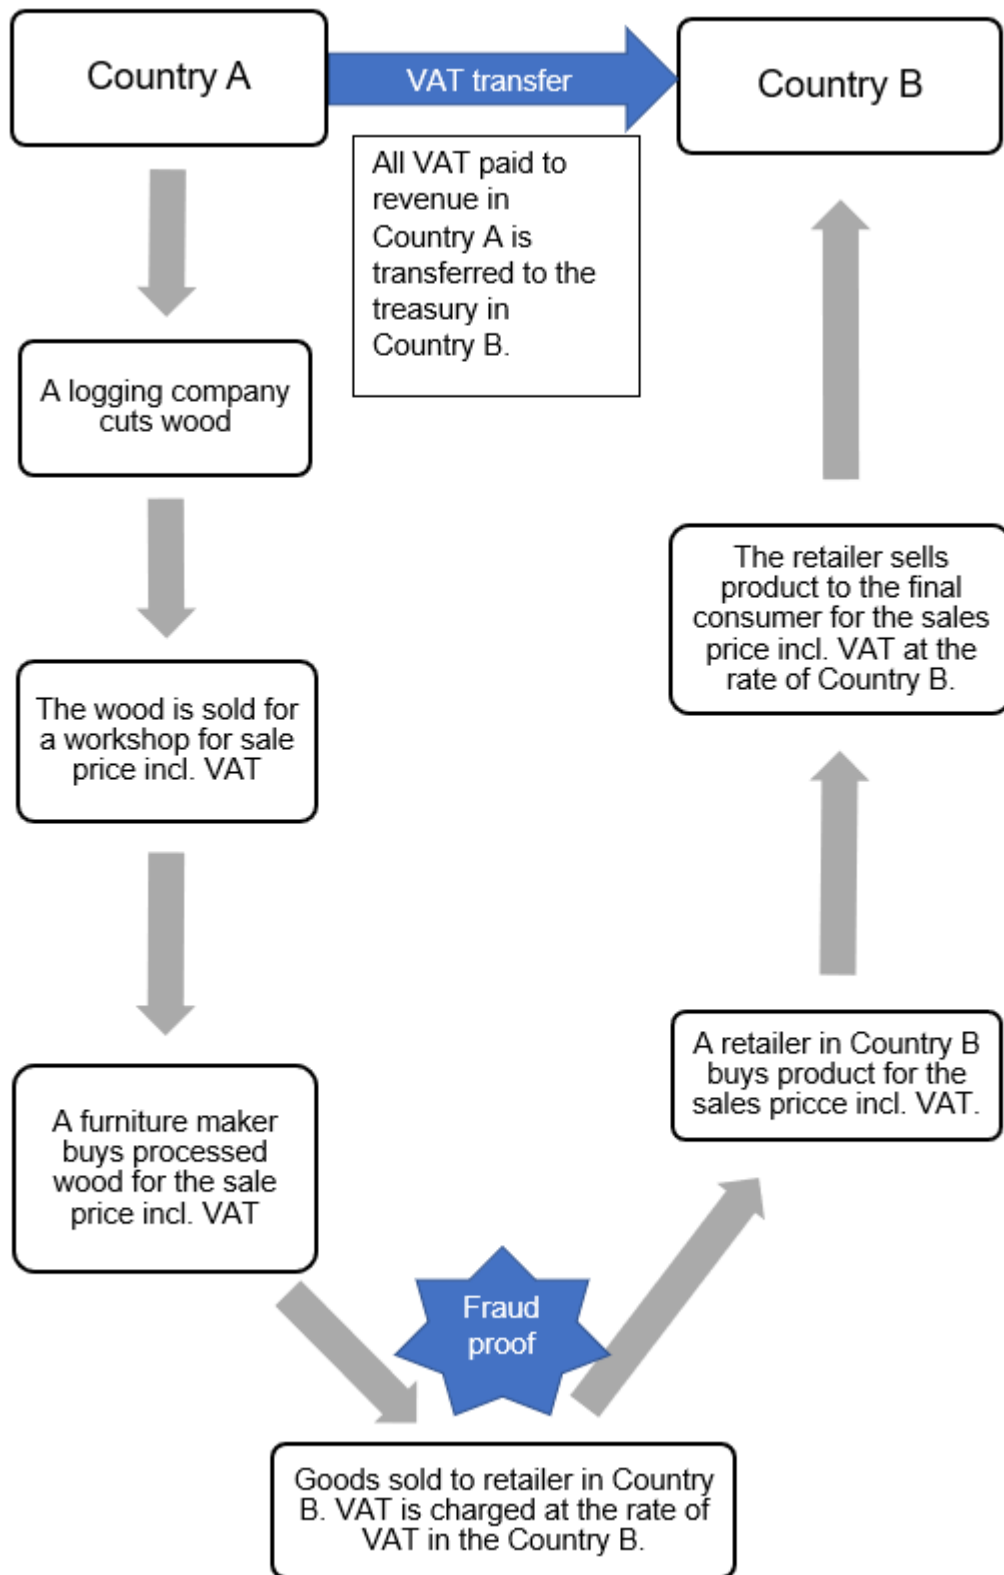 Country A
VAT transfer
Country B
All VAT paid to
revenue in
Country A is
transferred to the
treasury in
Country B.
A logging company
cuts wood
The wood is sold for
a workshop for sale
price incl. VAT
A furniture maker
buys processed
wood for the sale
price incl. VAT
Fraud
proof
Goods sold to retailer in Country
B. VAT is charged at the rate of
VAT in the Country B.
A retailer in Country B
buys product for the
sales pricce incl. VAT.
The retailer sells
product to the final
consumer for the sales
price incl. VAT at the
rate of Country B.